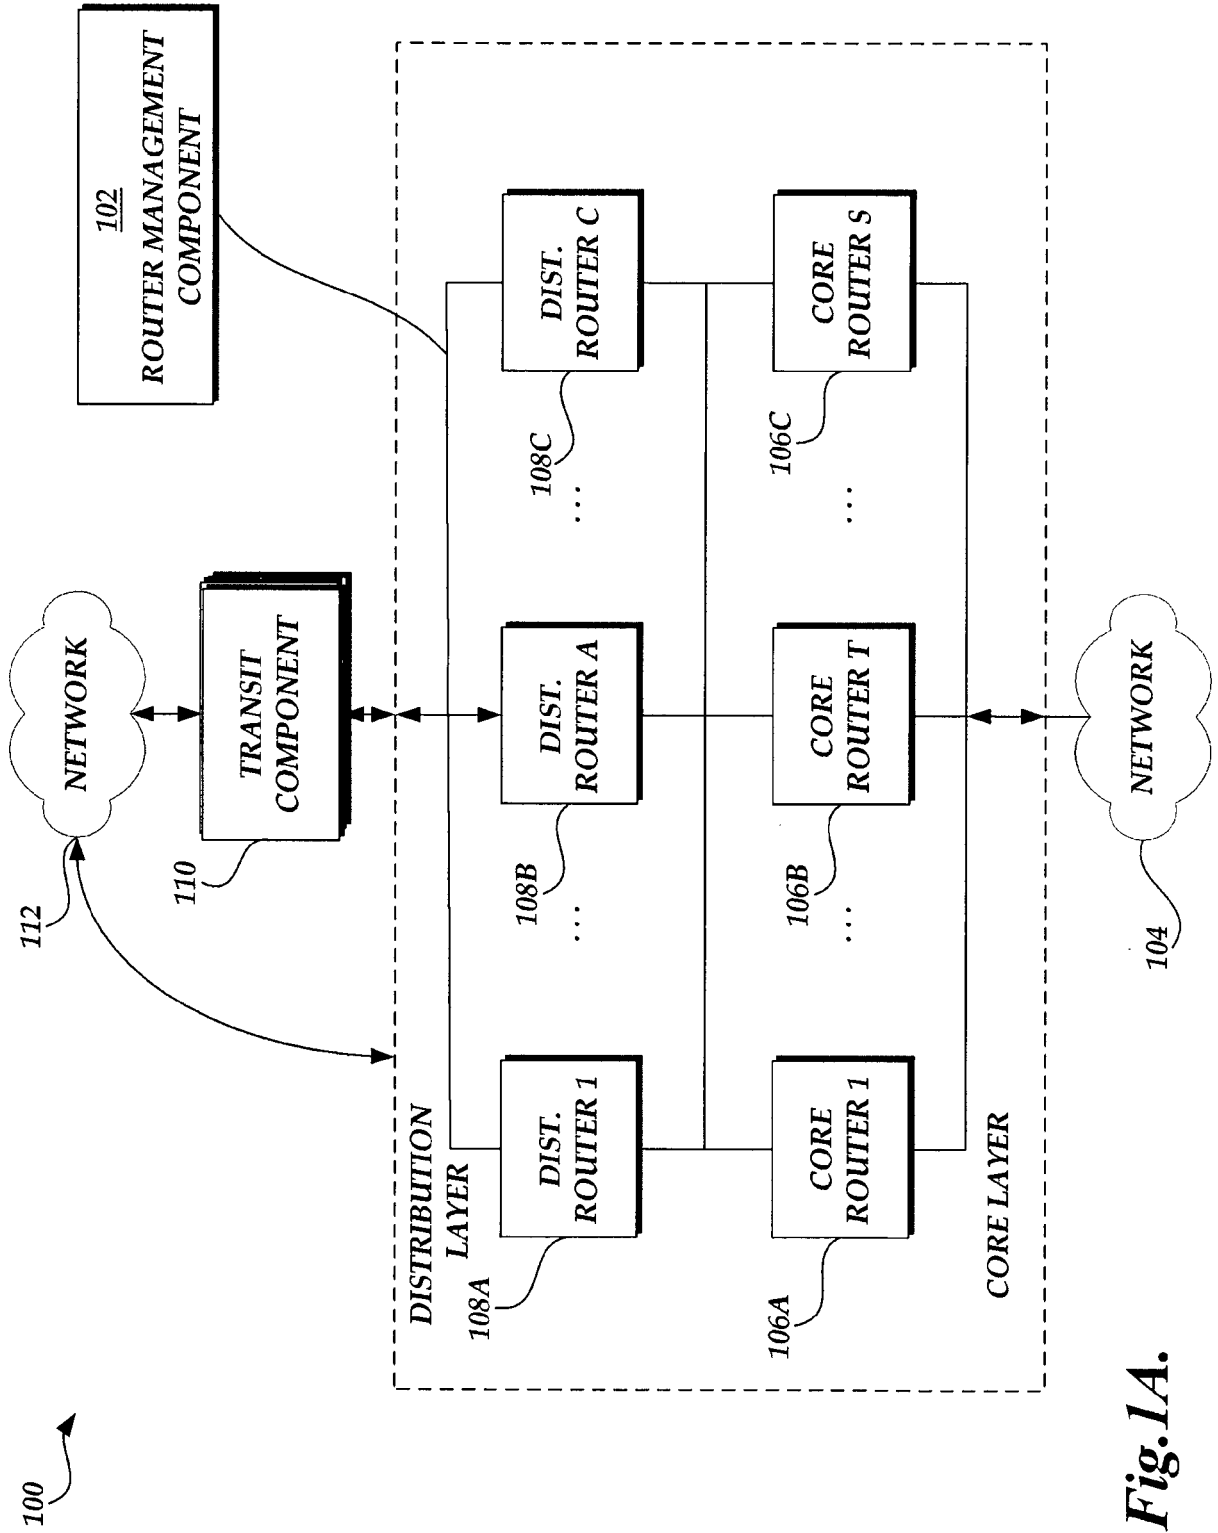 100
112
NETWORK
110
TRANSIT
COMPONENT
102
ROUTER MANAGEMENT
COMPONENT
DISTRIBUTION
LAYER
108A
DIST.
ROUTER 1
108B
DIST.
ROUTER A
108C
DIST.
ROUTER C
...
...
106A
CORE
ROUTER 1
106B
CORE
ROUTER T
106C
CORE
ROUTER S
...
...
CORE LAYER
104
NETWORK
Fig.1A.